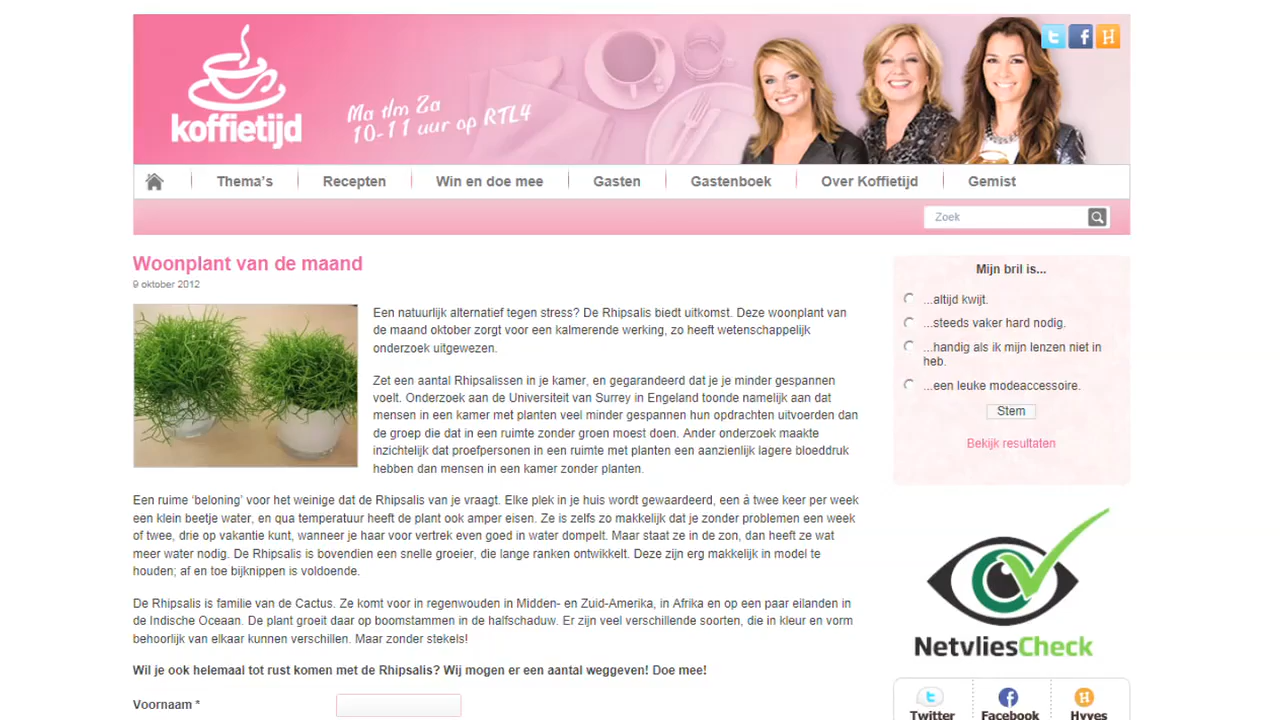 koffietijd
Ma t/m Za
10-11 uur op RTL4
Thema's
Recepten
Win en doe mee
Gasten
Gastenboek
Over Koffietijd
Gemist
Zoek
Woonplant van de maand
9 oktober 2012
Een natuurlijk alternatief tegen stress? De Rhipsalis biedt uitkomst. Deze woonplant van
de maand oktober zorgt voor een kalmerende werking, zo heeft wetenschappelijk
onderzoek uitgewezen.
Zet een aantal Rhipsalissen in je kamer, en gegarandeerd dat je je minder gespannen
voelt. Onderzoek aan de Universiteit van Surrey in Engeland toonde namelijk aan dat
mensen in een kamer met planten veel minder gespannen hun opdrachten uitvoerden dan
de groep die dat in een ruimte zonder groen moest doen. Ander onderzoek maakte
inzichtelijk dat proefpersonen in een ruimte met planten een aanzienlijk lagere bloeddruk
hebben dan mensen in een kamer zonder planten.
Een ruime ‘beloning’ voor het weinige dat de Rhipsalis van je vraagt. Elke plek in je huis wordt gewaardeerd, een á twee keer per week
een klein beetje water, en qua temperatuur heeft de plant ook amper eisen. Ze is zelfs zo makkelijk dat je zonder problemen een week
of twee, drie op vakantie kunt, wanneer je haar voor vertrek even goed in water dompelt. Maar staat ze in de zon, dan heeft ze wat
meer water nodig. De Rhipsalis is bovendien een snelle groeier, die lange ranken ontwikkelt. Deze zijn erg makkelijk in model te
houden; af en toe bijknippen is voldoende.
De Rhipsalis is familie van de Cactus. Ze komt voor in regenwouden in Midden- en Zuid-Amerika, in Afrika en op een paar eilanden in
de Indische Oceaan. De plant groeit daar op boomstammen in de halfschaduw. Er zijn veel verschillende soorten, die in kleur en vorm
behoorlijk van elkaar kunnen verschillen. Maar zonder stekels!
Wil je ook helemaal tot rust komen met de Rhipsalis? Wij mogen er een aantal weggeven! Doe mee!
Voornaam *
Mijn bril is...
...altijd kwijt.
...steeds vaker hard nodig.
...handig als ik mijn lenzen niet in
heb.
...een leuke modeaccessoire.
Stem
Bekijk resultaten
NetvliesCheck
Twitter
Facebook
Hyves